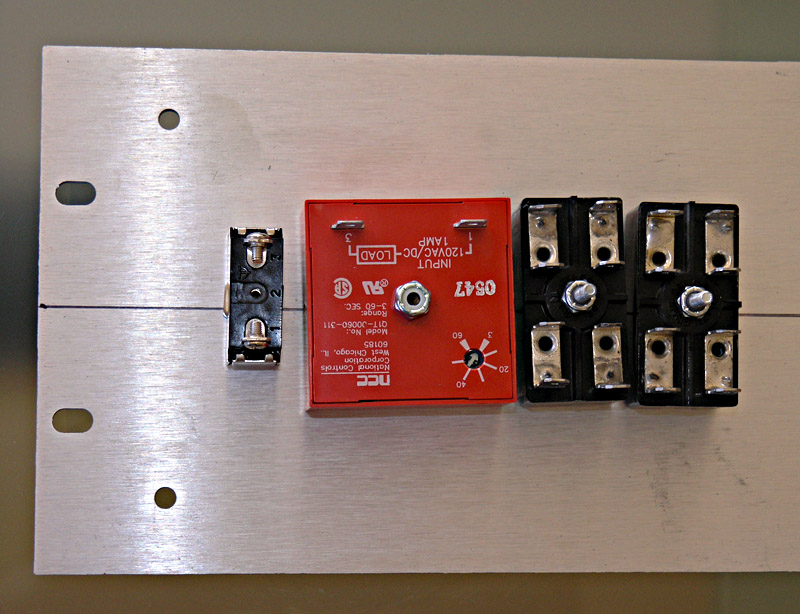 ncc
National Controls
Corporation
West Chicago, IL.
60185
Model No.:
Q1T-00060-311
Range:
3-60 SEC.
40
20
60
3
0547
INPUT
120VAC/DC
1AMP
LOAD
1
3
1
2
3